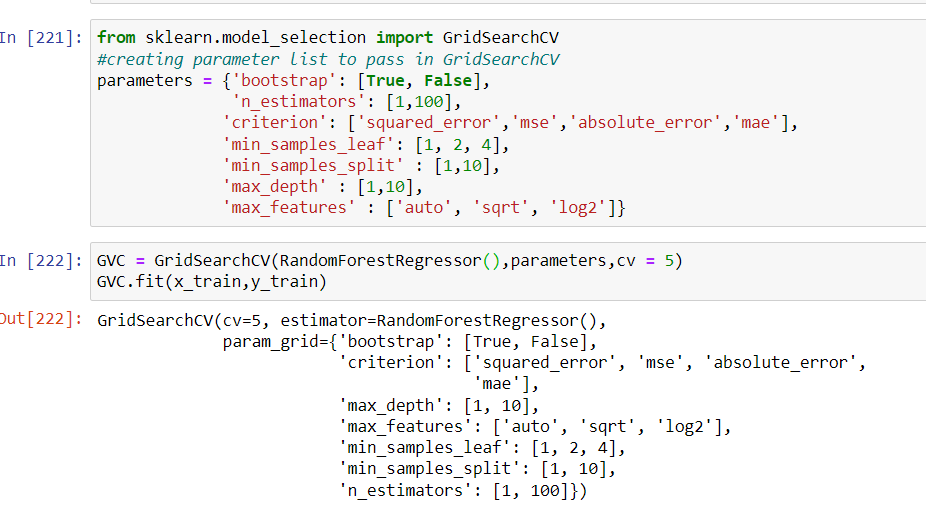 In [221]: from sklearn.model_selection import GridSearchCV
#creating parameter list to pass in GridSearchCV
parameters = {'bootstrap': [True, False],
'n_estimators': [1,100],
'criterion': ['squared_error','mse','absolute_error','mae'],
'min_samples_leaf': [1, 2, 4],
'min_samples_split' : [1,10],
'max_depth' : [1,10],
'max_features' : ['auto', 'sqrt', 'log2']}
In [222]: GVC = GridSearchCV(RandomForestRegressor(),parameters,cv = 5)
GVC.fit(x_train,y_train)
Out[222]: GridSearchCV(cv=5, estimator=RandomForestRegressor(),
param_grid={'bootstrap': [True, False],
'criterion': ['squared_error', 'mse', 'absolute_error',
'mae'],
'max_depth': [1, 10],
'max_features': ['auto', 'sqrt', 'log2'],
'min_samples_leaf': [1, 2, 4],
'min_samples_split': [1, 10],
'n_estimators': [1, 100]})